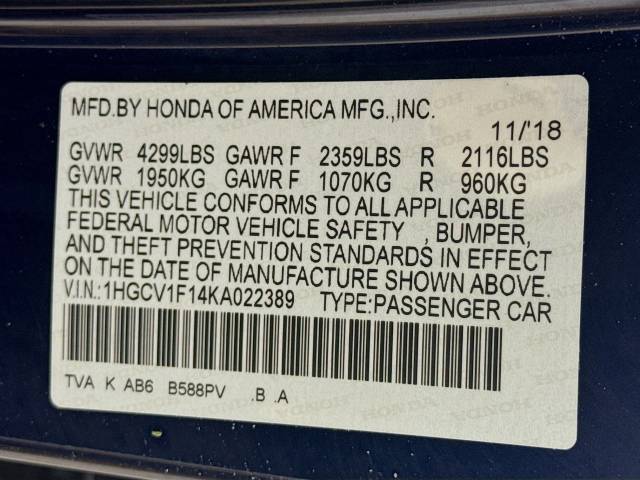 MFD.BY HONDA OF AMERICA MFG.,INC.
11/'18
GVWR 4299LBS GAWR F 2359LBS R 2116LBS
GVWR 1950KG GAWR F 1070KG R 960KG
THIS VEHICLE CONFORMS TO ALL APPLICABLE
FEDERAL MOTOR VEHICLE SAFETY , BUMPER,
AND THEFT PREVENTION STANDARDS IN EFFECT
ON THE DATE OF MANUFACTURE SHOWN ABOVE.
V.I.N.:1HGCV1F14KA022389 TYPE:PASSENGER CAR
TVA K AB6 B588PV .B .A